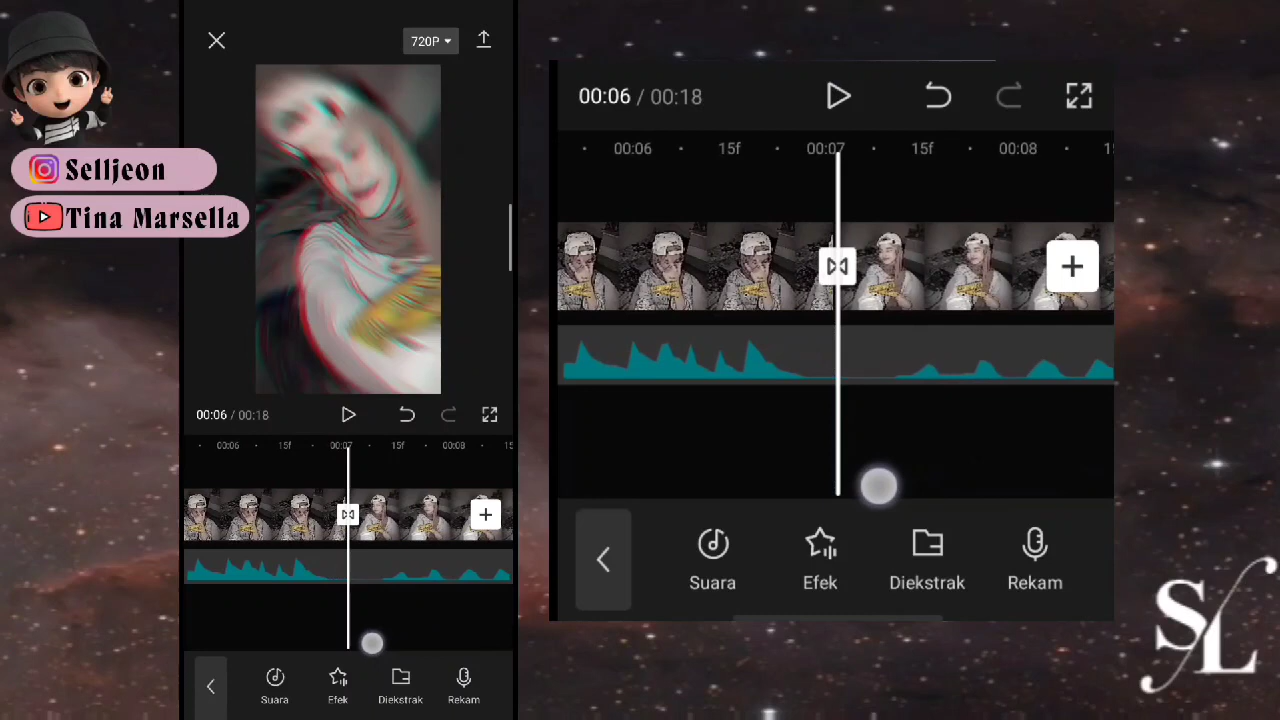 Selljeon
Tina Marsella
720P
00:06 / 00:18
00:06 15f 00:07 15f 00:08 15
Suara Efek Diekstrak Rekam
00:06 / 00:18
00:06 15f 00:07 15f 00:08 1
Suara Efek Diekstrak Rekam
SL